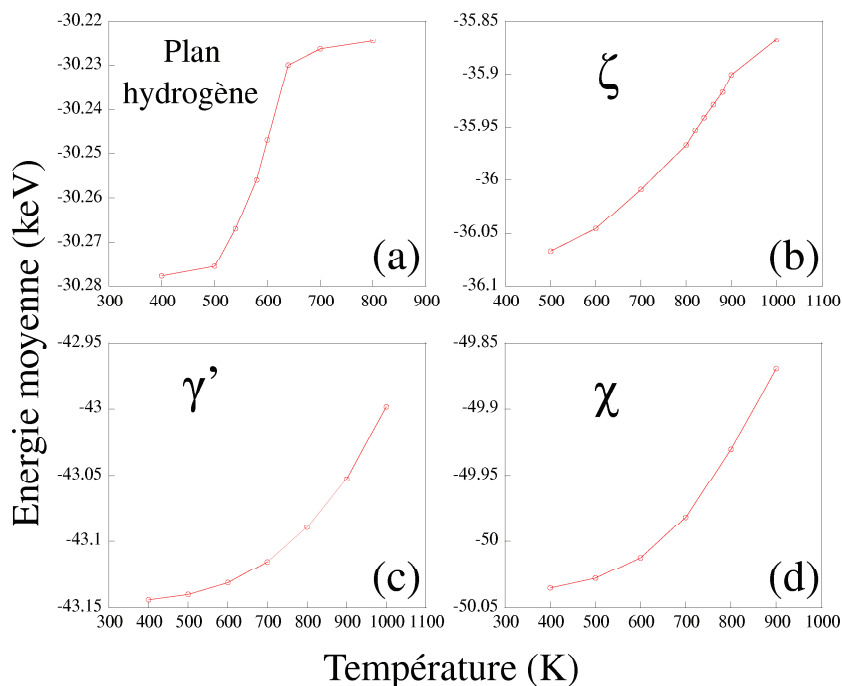 Energie moyenne (keV)
-30.22
-30.23
-30.24
-30.25
-30.26
-30.27
-30.28
300 400 500 600 700 800 900
Plan
hydrogène
(a)
-35.85
-35.9
-35.95
-36
-36.05
-36.1
400 500 600 700 800 900 1000 1100
ζ
(b)
-42.95
-43
-43.05
-43.1
-43.15
300 400 500 600 700 800 900 1000 1100
γ’
(c)
-49.85
-49.9
-49.95
-50
-50.05
300 400 500 600 700 800 900 1000
χ
(d)
Température (K)